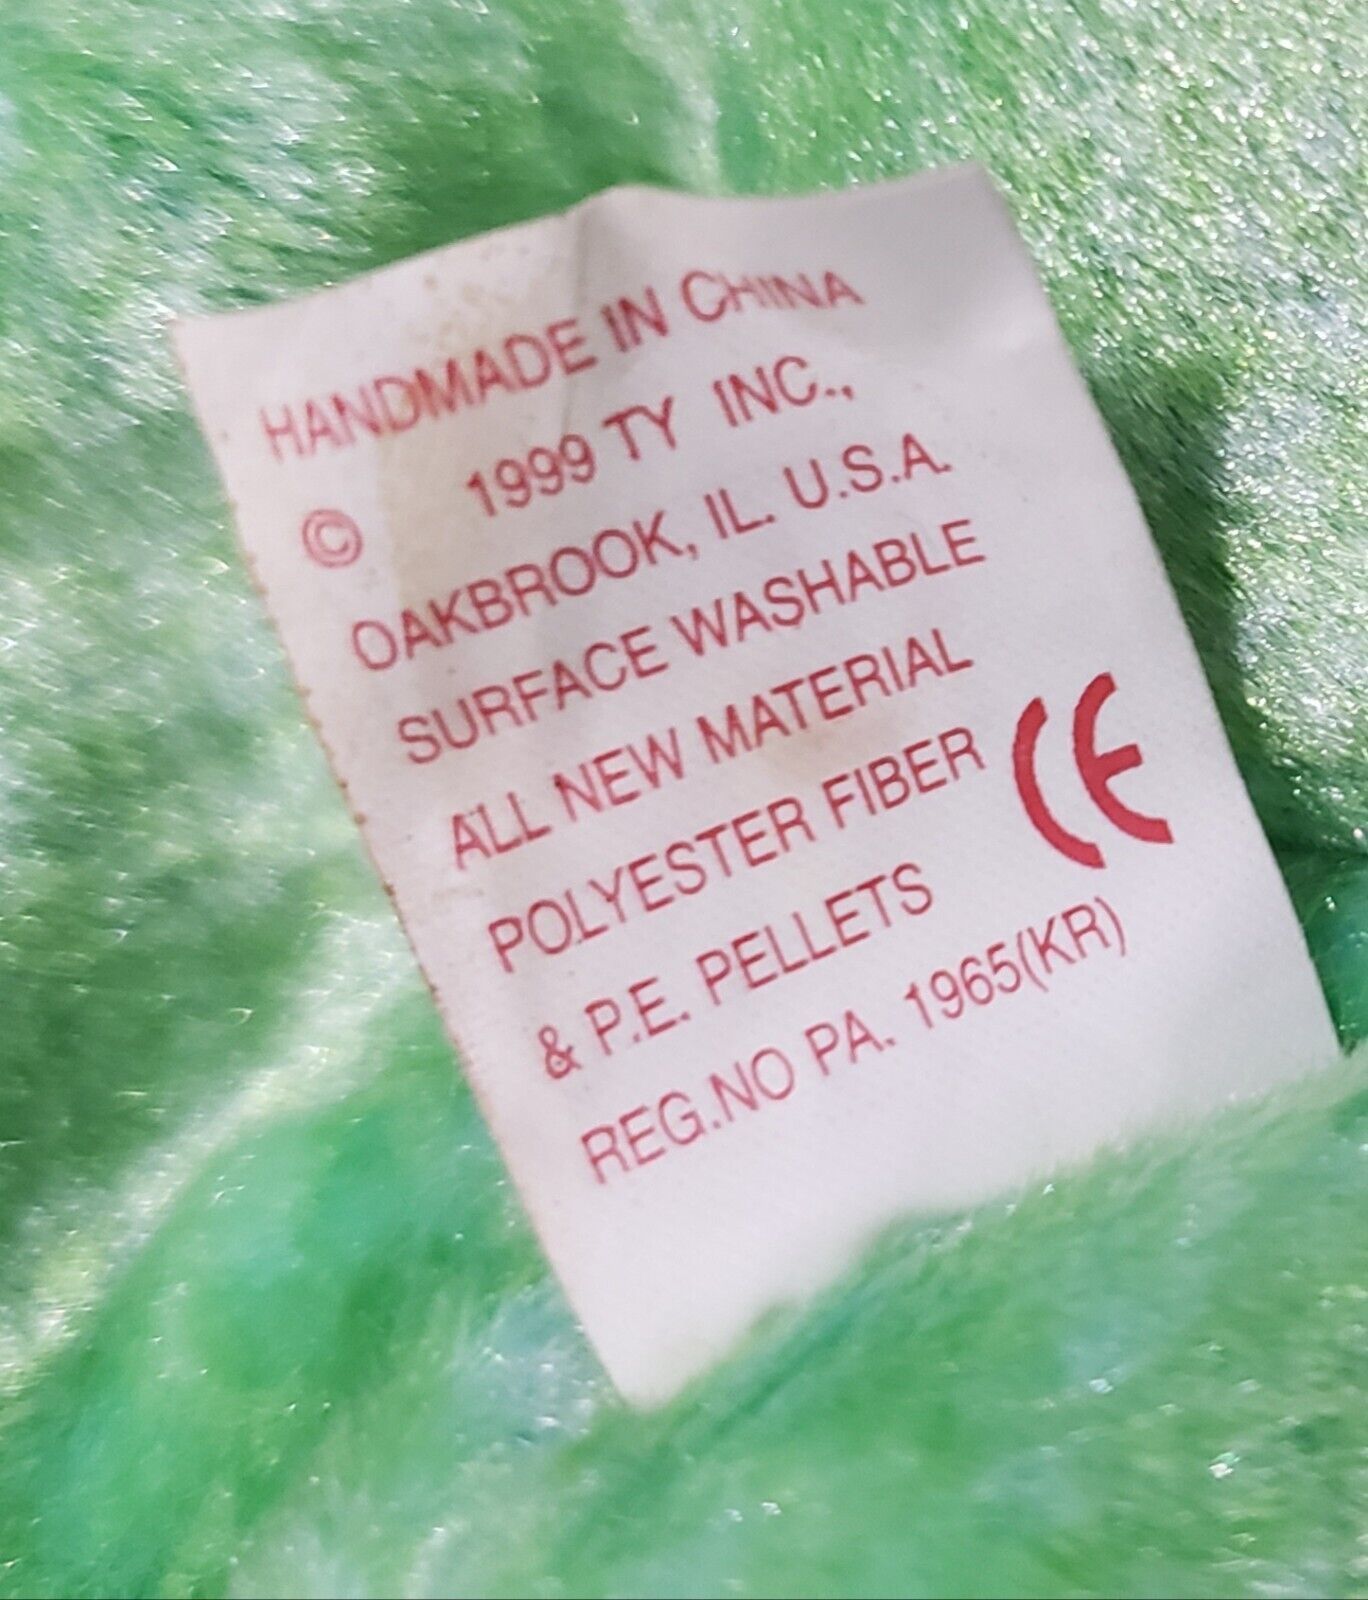 HANDMADE IN CHINA
© 1999 TY INC.,
OAKBROOK, IL. U.S.A.
SURFACE WASHABLE
ALL NEW MATERIAL
POLYESTER FIBER
& P.E. PELLETS CE
REG.NO PA. 1965(KR)